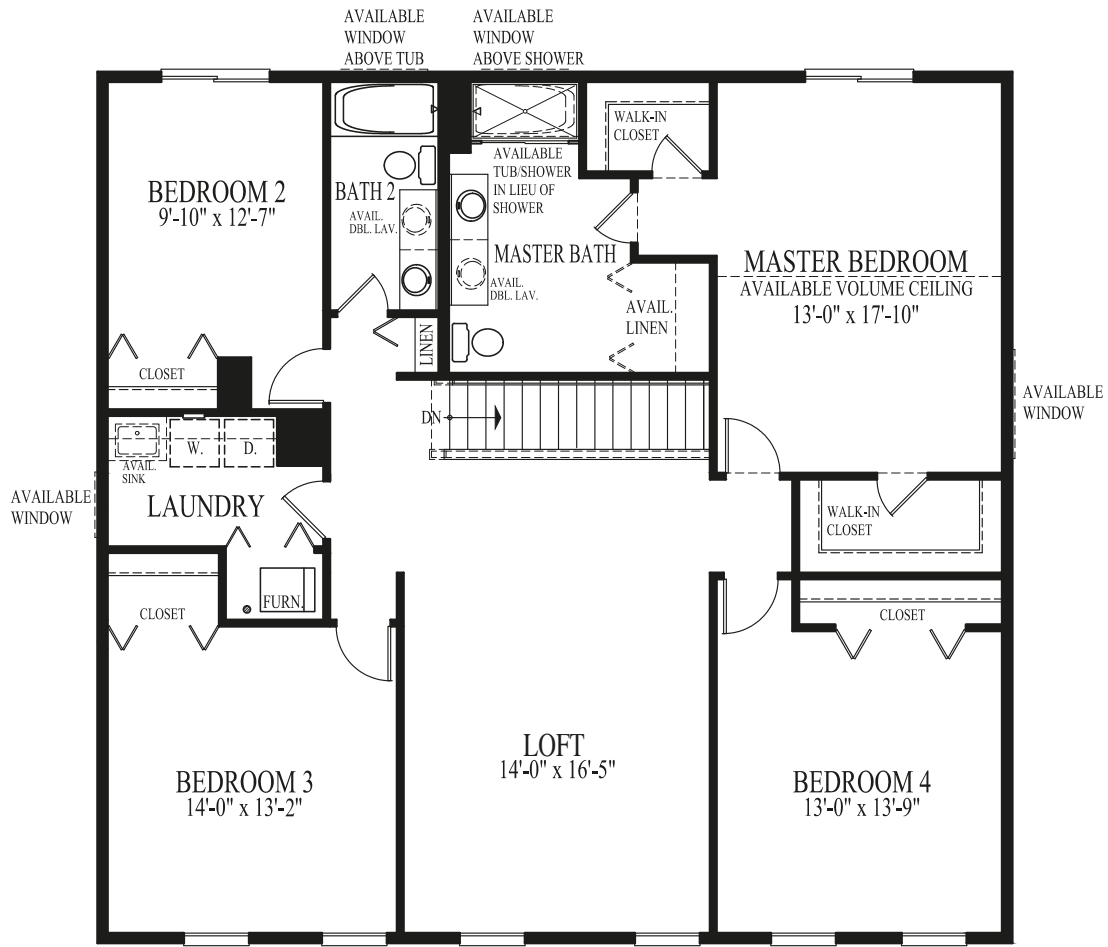 AVAILABLE
WINDOW
ABOVE TUB
AVAILABLE
WINDOW
ABOVE SHOWER
BEDROOM 2
9'-10" x 12'-7"
CLOSET
BATH 2
AVAIL.
DBL. LAV.
LINEN
AVAILABLE
TUB/SHOWER
IN LIEU OF
SHOWER
MASTER BATH
AVAIL.
DBL. LAV.
AVAIL.
LINEN
WALK-IN
CLOSET
MASTER BEDROOM
AVAILABLE VOLUME CEILING
13'-0" x 17'-10"
AVAILABLE
WINDOW
DN
W.
D.
AVAIL.
SINK
LAUNDRY
AVAILABLE
WINDOW
FURN.
CLOSET
WALK-IN
CLOSET
CLOSET
BEDROOM 3
14'-0" x 13'-2"
LOFT
14'-0" x 16'-5"
BEDROOM 4
13'-0" x 13'-9"